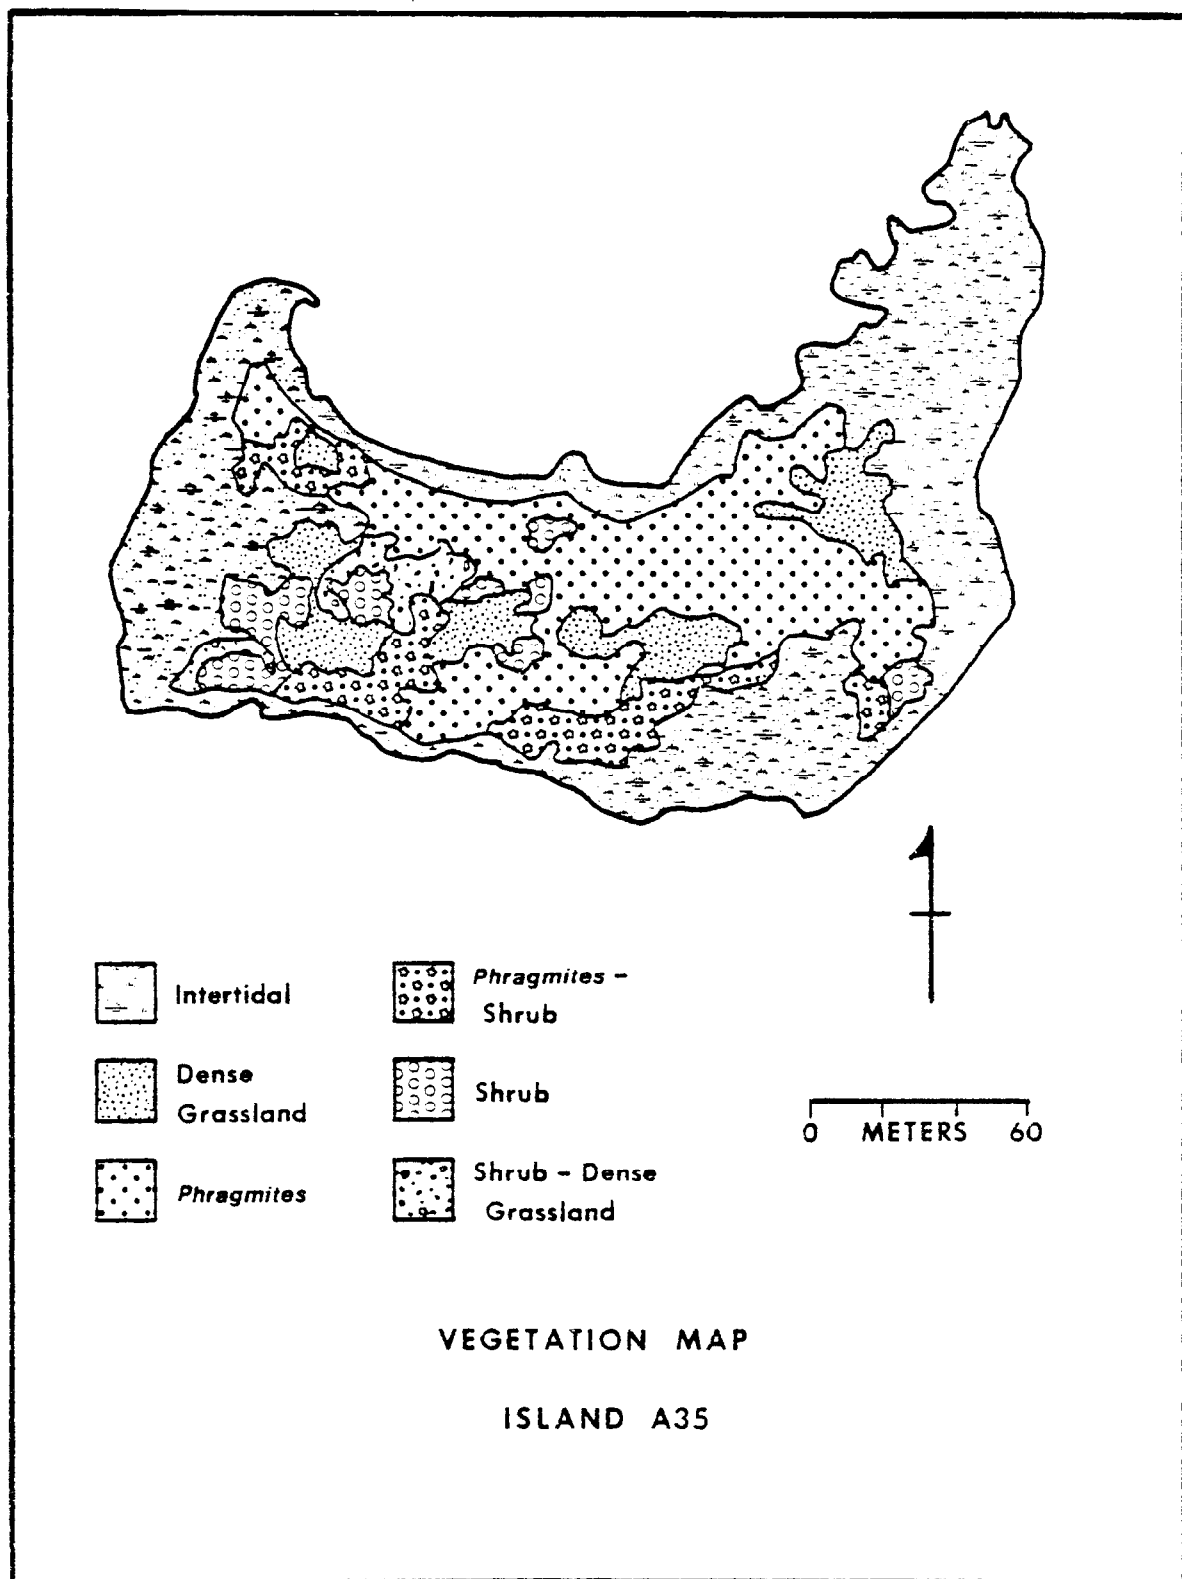 Intertidal
Dense
Grassland
Phragmites
Phragmites –
Shrub
Shrub
Shrub – Dense
Grassland
0 METERS 60
VEGETATION MAP
ISLAND A35